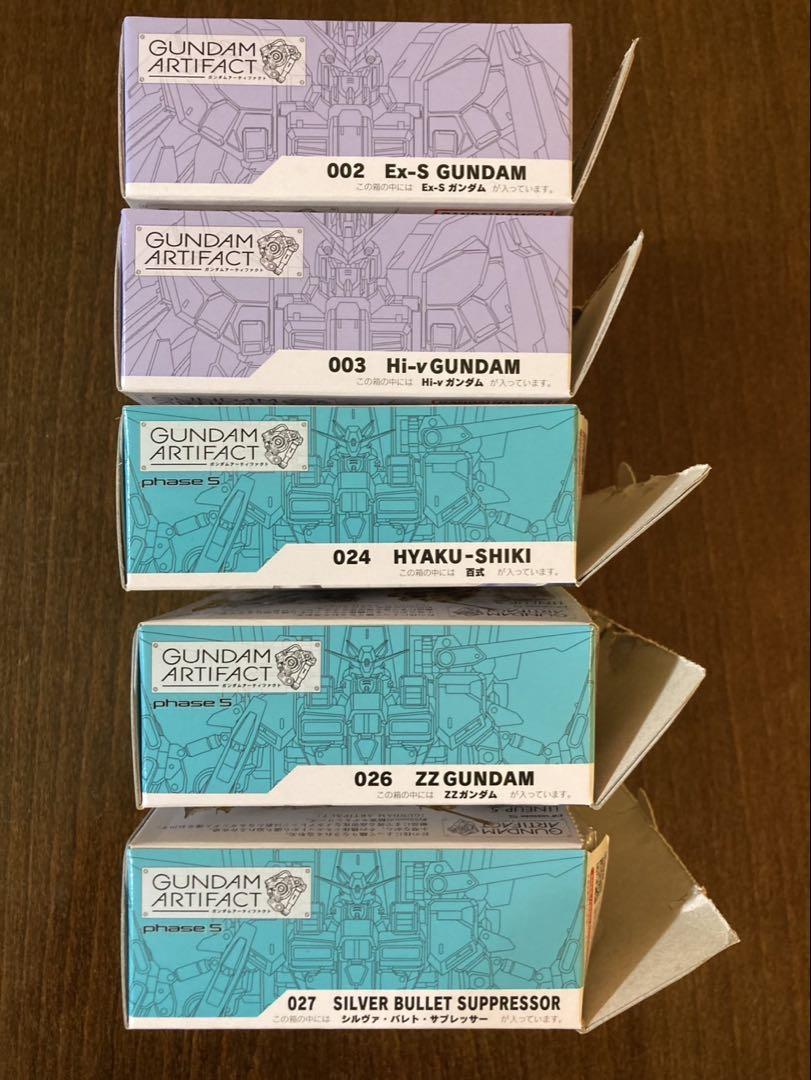 GUNDAM
ARTIFACT
ガンダムアーティファクト
002 Ex-S GUNDAM
この箱の中には Ex-S ガンダム が入っています。
GUNDAM
ARTIFACT
ガンダムアーティファクト
003 Hi-νGUNDAM
この箱の中には Hi-ν ガンダム が入っています。
GUNDAM
ARTIFACT
ガンダムアーティファクト
phase 5
024 HYAKU-SHIKI
この箱の中には 百式 が入っています。
GUNDAM
ARTIFACT
ガンダムアーティファクト
phase 5
026 ZZ GUNDAM
この箱の中には ZZガンダム が入っています。
GUNDAM
ARTIFACT
LINEUP
GUNDAM
ARTIFACT
ガンダムアーティファクト
phase 5
027 SILVER BULLET SUPPRESSOR
この箱の中には シルヴァ・バレト・サプレッサー が入っています。